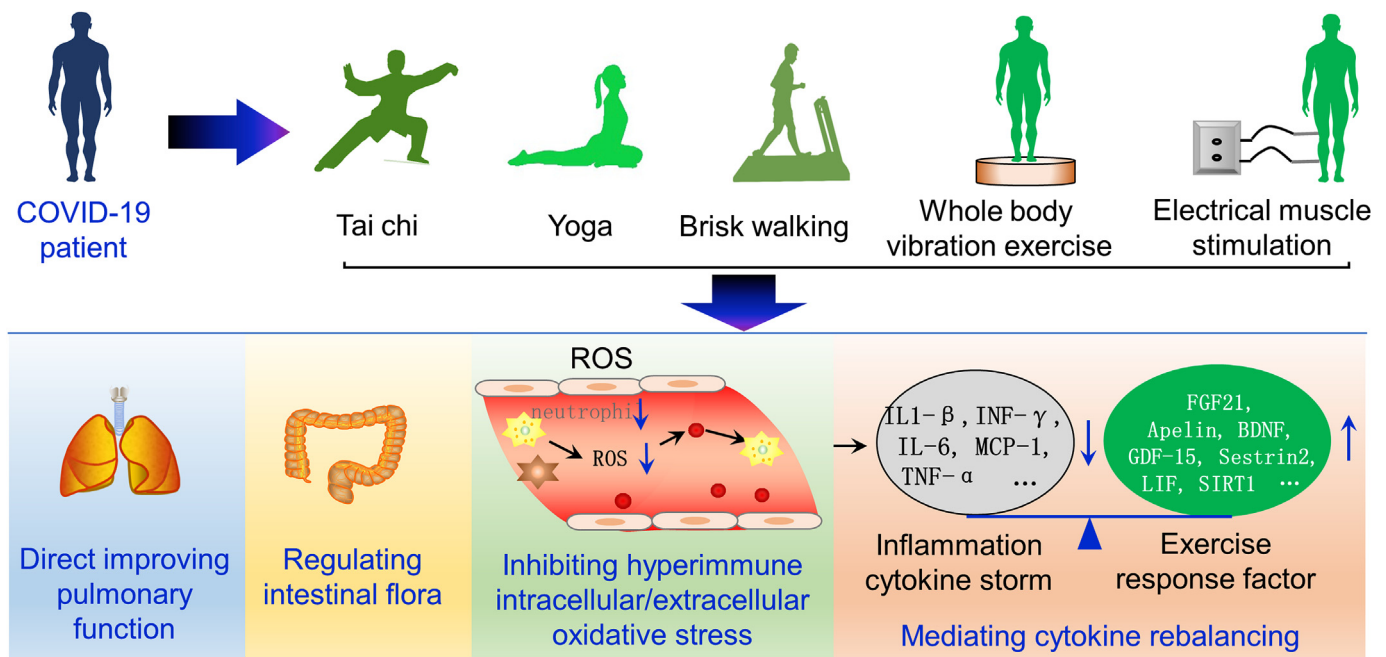 COVID-19
patient
Tai chi
Yoga
Brisk walking
Whole body
vibration exercise
Electrical muscle
stimulation
Direct improving
pulmonary
function
Regulating
intestinal flora
ROS
neutrophi
ROS
Inhibiting hyperimmune
intracellular/extracellular
oxidative stress
IL1-β, INF-γ,
IL-6, MCP-1,
TNF-α ...
Inflammation
cytokine storm
FGF21,
Apelin, BDNF,
GDF-15, Sestrin2,
LIF, SIRT1 ...
Exercise
response factor
Mediating cytokine rebalancing